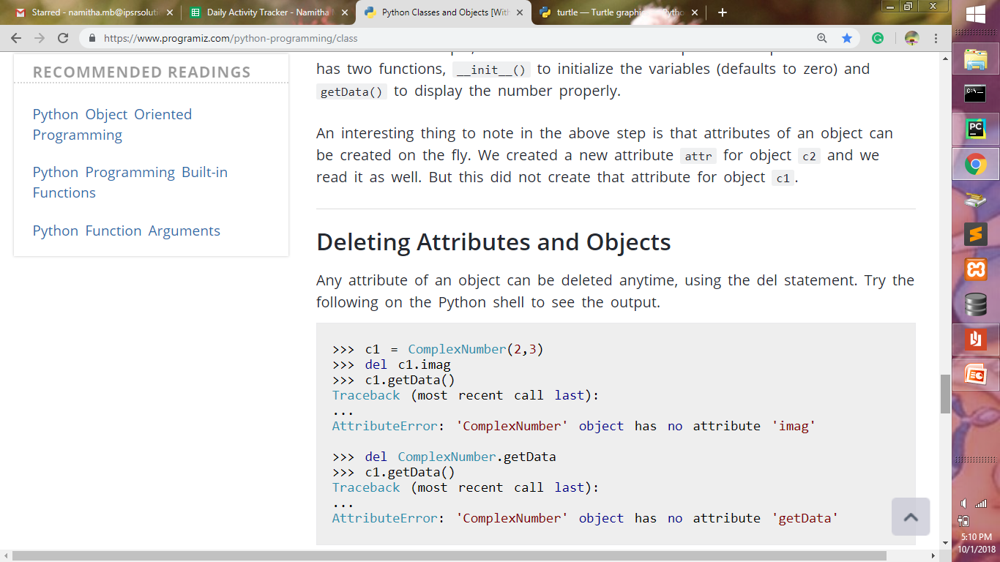 Starred - namitha.mb@ipsrsoluti
Daily Activity Tracker - Namitha
Python Classes and Objects [Wit
turtle — Turtle graphic
https://www.programiz.com/python-programming/class
RECOMMENDED READINGS
Python Object Oriented
Programming
Python Programming Built-in
Functions
Python Function Arguments
has two functions, __init__() to initialize the variables (defaults to zero) and
getData() to display the number properly.
An interesting thing to note in the above step is that attributes of an object can
be created on the fly. We created a new attribute attr for object c2 and we
read it as well. But this did not create that attribute for object c1.
Deleting Attributes and Objects
Any attribute of an object can be deleted anytime, using the del statement. Try the
following on the Python shell to see the output.
>>> c1 = ComplexNumber(2,3)
>>> del c1.imag
>>> c1.getData()
Traceback (most recent call last):
...
AttributeError: 'ComplexNumber' object has no attribute 'imag'
>>> del ComplexNumber.getData
>>> c1.getData()
Traceback (most recent call last):
...
AttributeError: 'ComplexNumber' object has no attribute 'getData'
C:\_
PC
5:10 PM
10/1/2018